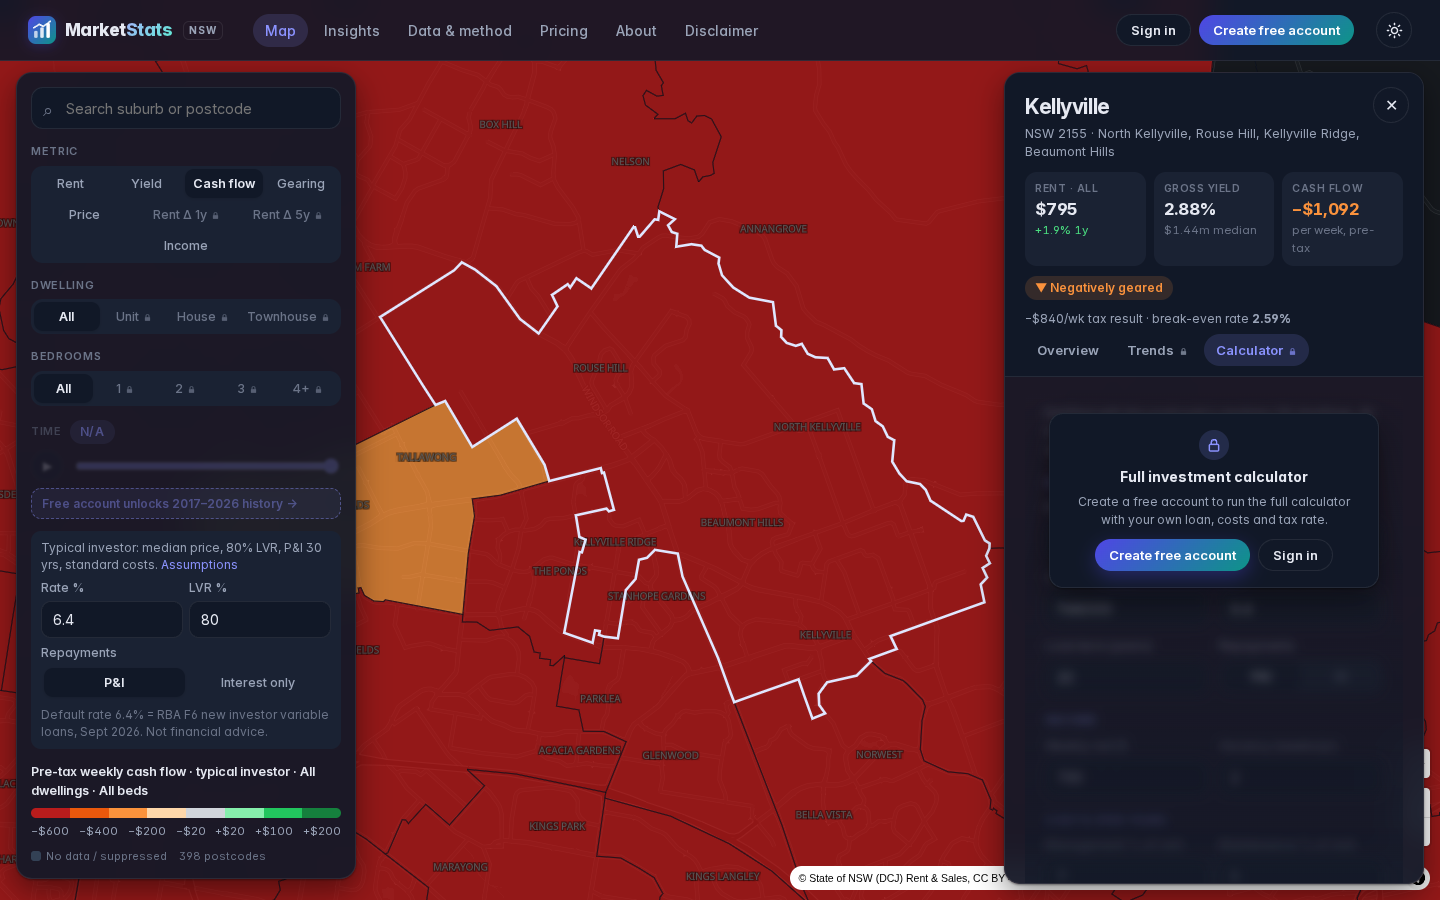 MarketStats NSW Map Insights Data & method Pricing About Disclaimer Sign in Create free account
Search suburb or postcode
METRIC
Rent Yield Cash flow Gearing
Price Rent Δ 1y Rent Δ 5y
Income
DWELLING
All Unit House Townhouse
BEDROOMS
All 1 2 3 4+
TIME N/A
Free account unlocks 2017–2026 history →
Typical investor: median price, 80% LVR, P&I 30
yrs, standard costs. Assumptions
Rate % LVR %
6.4 80
Repayments
P&I Interest only
Default rate 6.4% = RBA F6 new investor variable
loans, Sept 2026. Not financial advice.
Pre-tax weekly cash flow · typical investor · All
dwellings · All beds
−$600 −$400 −$200 −$20 +$20 +$100 +$200
No data / suppressed 398 postcodes
BOX HILL
NELSON
ANNANGROVE
M FARM
ROUSE HILL
NORTH KELLYVILLE
TALLAWONG
BEAUMONT HILLS
KELLYVILLE RIDGE
THE PONDS
STANHOPE GARDENS
KELLYVILLE
IELDS
PARKLEA
ACACIA GARDENS
GLENWOOD
NORWEST
BELLA VISTA
KINGS PARK
MARAYONG
KINGS LANGLEY
© State of NSW (DCJ) Rent & Sales, CC BY
Kellyville
NSW 2155 · North Kellyville, Rouse Hill, Kellyville Ridge,
Beaumont Hills
RENT · ALL
$795
+1.9% 1y
GROSS YIELD
2.88%
$1.44m median
CASH FLOW
−$1,092
per week, pre-
tax
▼ Negatively geared
−$840/wk tax result · break-even rate 2.59%
Overview Trends Calculator
Full investment calculator
Create a free account to run the full calculator
with your own loan, costs and tax rate.
Create free account Sign in